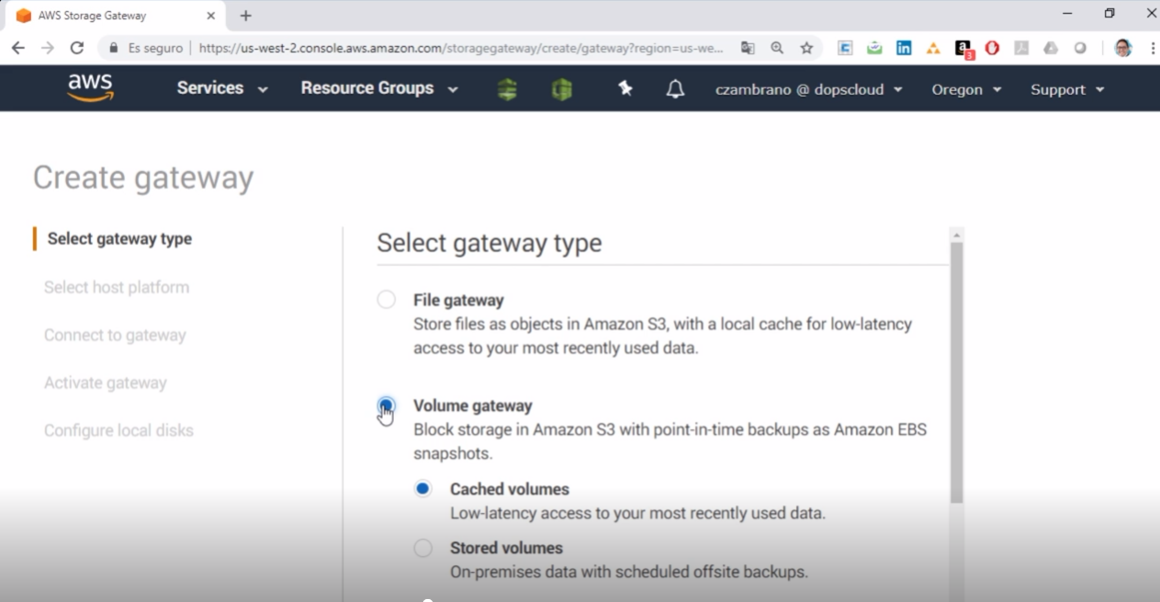 AWS Storage Gateway
Es seguro | https://us-west-2.console.aws.amazon.com/storagegateway/create/gateway?region=us-we...
3
aws Services Resource Groups czambrano @ dopscloud Oregon Support
Create gateway
Select gateway type
Select host platform
Connect to gateway
Activate gateway
Configure local disks
Select gateway type
File gateway
Store files as objects in Amazon S3, with a local cache for low-latency
access to your most recently used data.
Volume gateway
Block storage in Amazon S3 with point-in-time backups as Amazon EBS
snapshots.
Cached volumes
Low-latency access to your most recently used data.
Stored volumes
On-premises data with scheduled offsite backups.